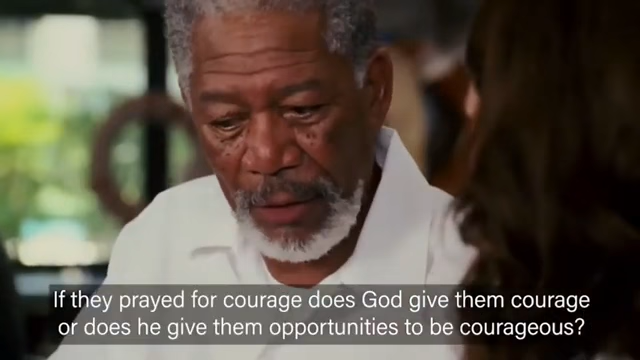 If they prayed for courage does God give them courage
or does he give them opportunities to be courageous?